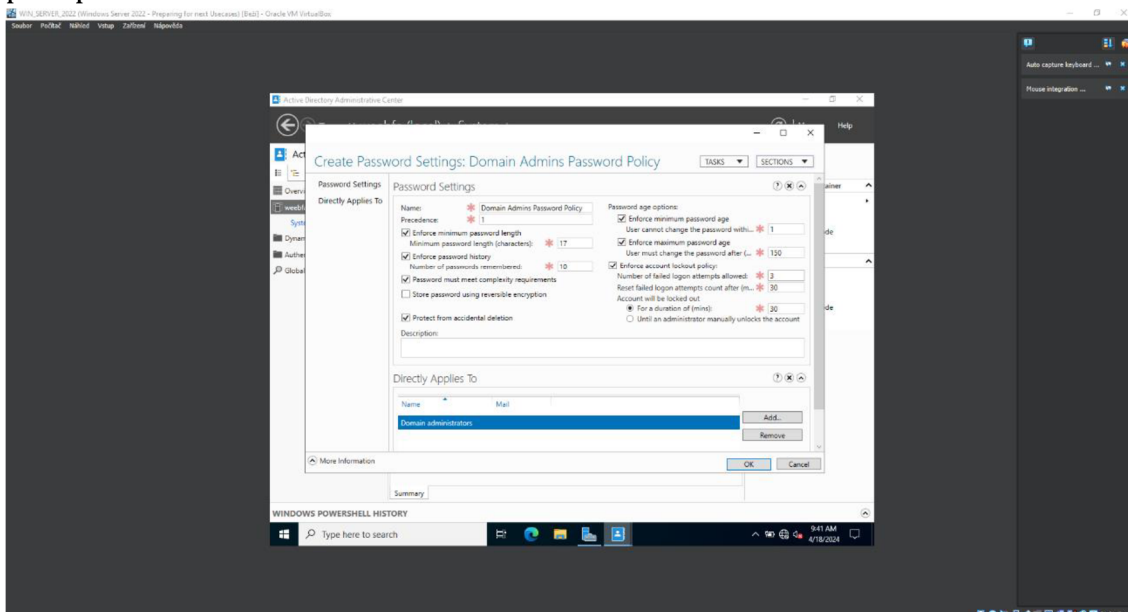 WIN_SERVER_2022 (Windows Server 2022 - Preparing for next Usecases) [Beží] - Oracle VM VirtualBox
Soubor Počítač Náhled Vstup Zařízení Nápověda
Auto capture keyboard ...
Mouse integration ...
Active Directory Administrative Center
Help
Create Password Settings: Domain Admins Password Policy
TASKS
SECTIONS
Password Settings
Directly Applies To
Password Settings
Name: Domain Admins Password Policy
Precedence: 1
Enforce minimum password length
Minimum password length (characters): 17
Enforce password history
Number of passwords remembered: 10
Password must meet complexity requirements
Store password using reversible encryption
Protect from accidental deletion
Description:
Password age options:
Enforce minimum password age
User cannot change the password withi... 1
Enforce maximum password age
User must change the password after (... 150
Enforce account lockout policy:
Number of failed logon attempts allowed: 3
Reset failed logon attempts count after (m... 30
Account will be locked out
For a duration of (mins): 30
Until an administrator manually unlocks the account
Directly Applies To
Name Mail
Domain administrators
Add...
Remove
More Information
OK Cancel
Summary
WINDOWS POWERSHELL HISTORY
Type here to search
9:41 AM
4/18/2024